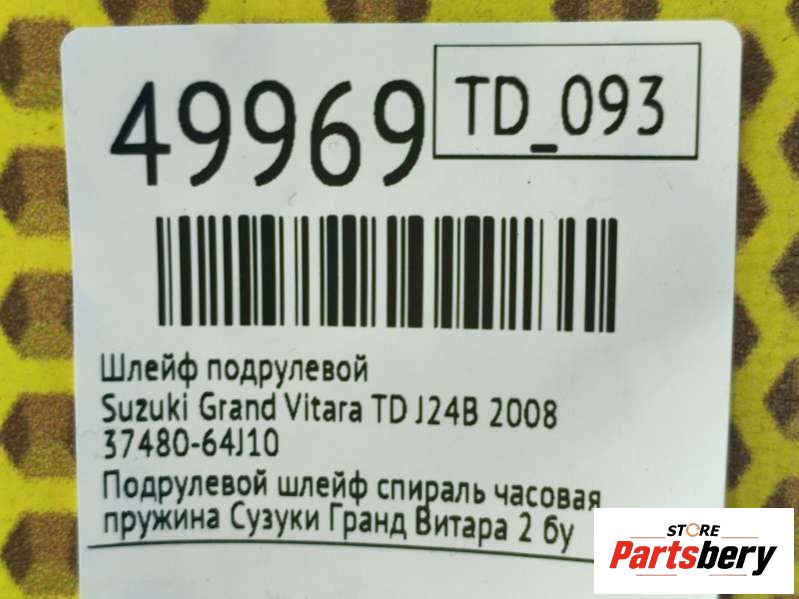 49969
TD_093
Шлейф подрулевой
Suzuki Grand Vitara TD J24B 2008
37480-64J10
Подрулевой шлейф спираль часовая
пружина Сузуки Гранд Витара 2 бу
STORE
Partsbery